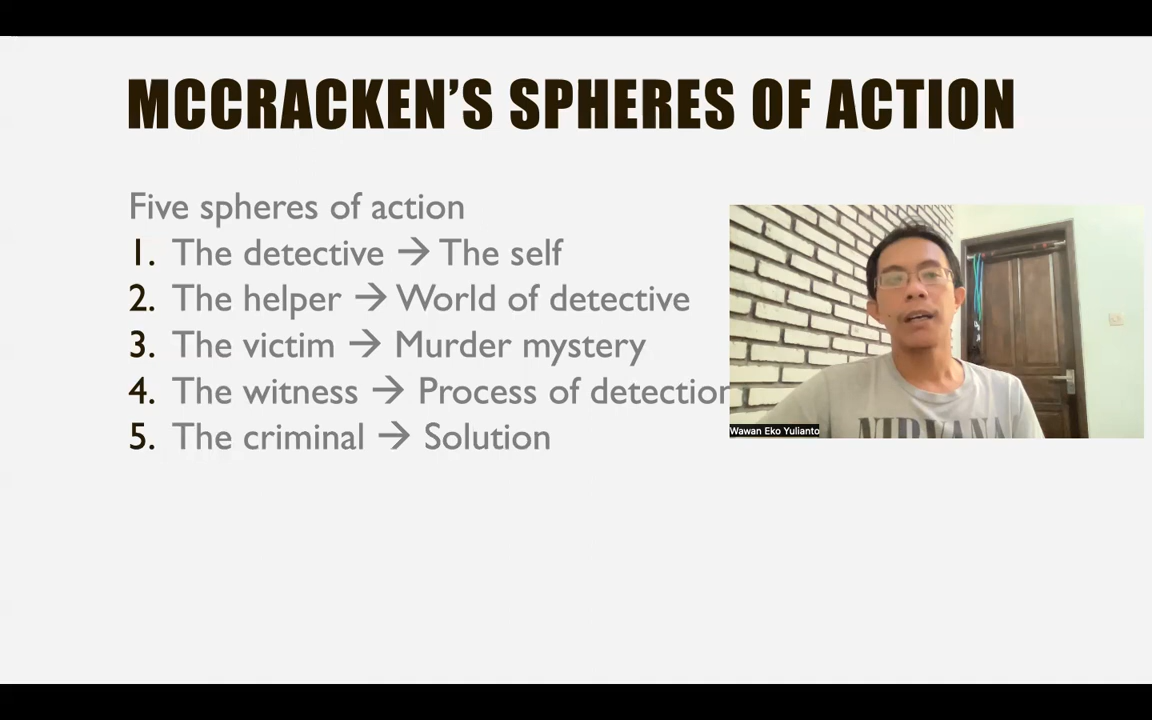 MCCRACKEN'S SPHERES OF ACTION
Five spheres of action
1. The detective → The self
2. The helper → World of detective
3. The victim → Murder mystery
4. The witness → Process of detection
5. The criminal → Solution
NIRVANA
Wawan Eko Yulianto